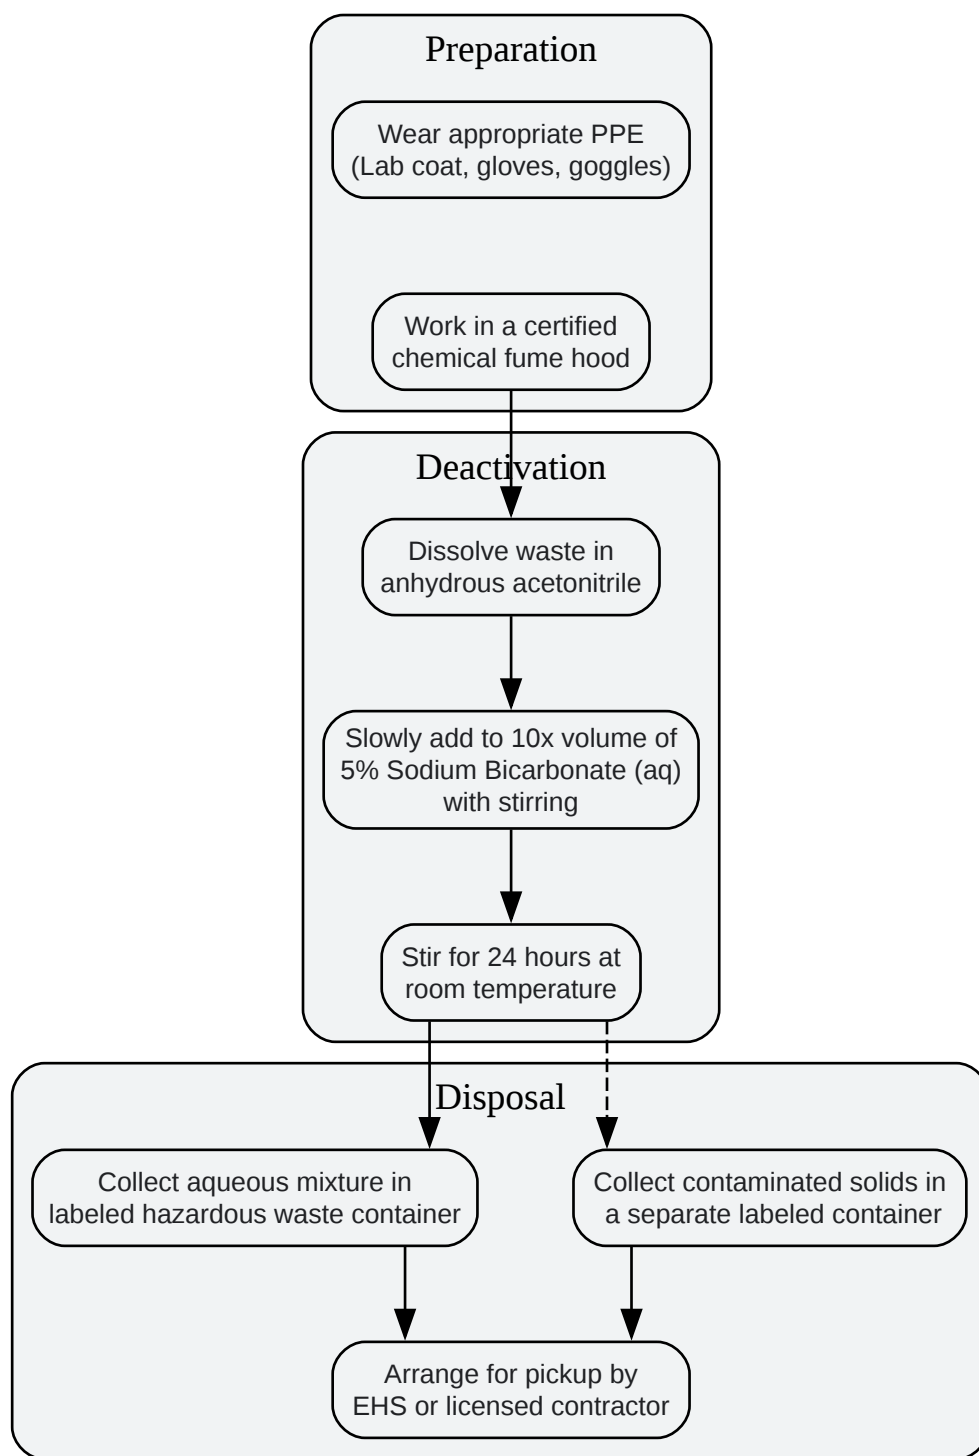 Preparation
Wear appropriate PPE
(Lab coat, gloves, goggles)
Work in a certified
chemical fume hood
Deactivation
Dissolve waste in
anhydrous acetonitrile
Slowly add to 10x volume of
5% Sodium Bicarbonate (aq)
with stirring
Stir for 24 hours at
room temperature
Disposal
Collect aqueous mixture in
labeled hazardous waste container
Collect contaminated solids in
a separate labeled container
Arrange for pickup by
EHS or licensed contractor